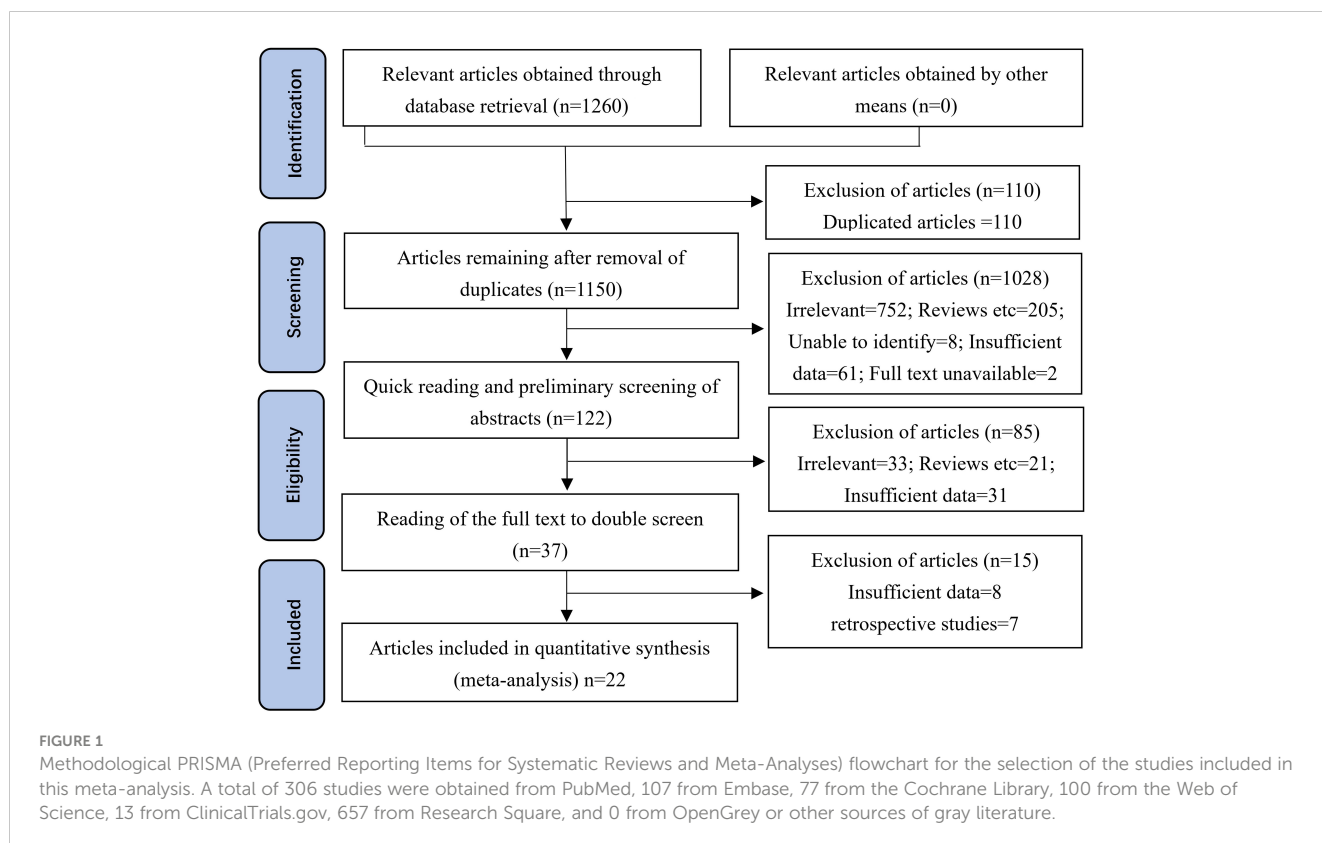 Identification
Relevant articles obtained through
database retrieval (n=1260)
Relevant articles obtained by other
means (n=0)
Exclusion of articles (n=110)
Duplicated articles =110
Screening
Articles remaining after removal of
duplicates (n=1150)
Exclusion of articles (n=1028)
Irrelevant=752; Reviews etc=205;
Unable to identify=8; Insufficient
data=61; Full text unavailable=2
Quick reading and preliminary screening of
abstracts (n=122)
Eligibility
Exclusion of articles (n=85)
Irrelevant=33; Reviews etc=21;
Insufficient data=31
Reading of the full text to double screen
(n=37)
Exclusion of articles (n=15)
Insufficient data=8
retrospective studies=7
Included
Articles included in quantitative synthesis
(meta-analysis) n=22
FIGURE 1
Methodological PRISMA (Preferred Reporting Items for Systematic Reviews and Meta-Analyses) flowchart for the selection of the studies included in
this meta-analysis. A total of 306 studies were obtained from PubMed, 107 from Embase, 77 from the Cochrane Library, 100 from the Web of
Science, 13 from ClinicalTrials.gov, 657 from Research Square, and 0 from OpenGrey or other sources of gray literature.